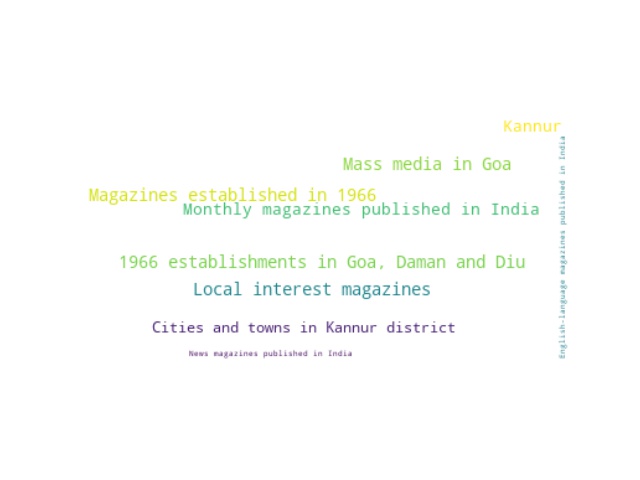 Kannur
Mass media in Goa
Magazines established in 1966
Monthly magazines published in India
1966 establishments in Goa, Daman and Diu
Local interest magazines
Cities and towns in Kannur district
News magazines published in India
English-language magazines published in India